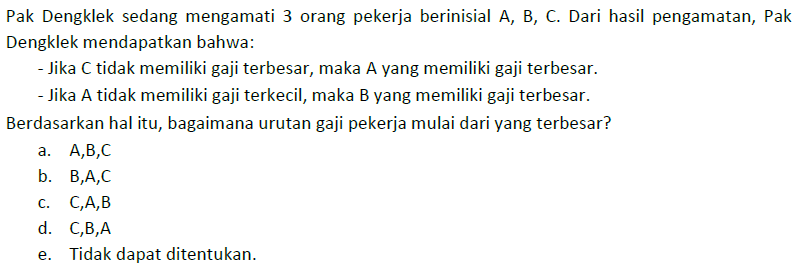 Pak Dengklek sedang mengamati 3 orang pekerja berinisial A, B, C. Dari hasil pengamatan, Pak
Dengklek mendapatkan bahwa:
- Jika C tidak memiliki gaji terbesar, maka A yang memiliki gaji terbesar.
- Jika A tidak memiliki gaji terkecil, maka B yang memiliki gaji terbesar.
Berdasarkan hal itu, bagaimana urutan gaji pekerja mulai dari yang terbesar?
a. A,B,C
b. B,A,C
c. C,A,B
d. C,B,A
e. Tidak dapat ditentukan.